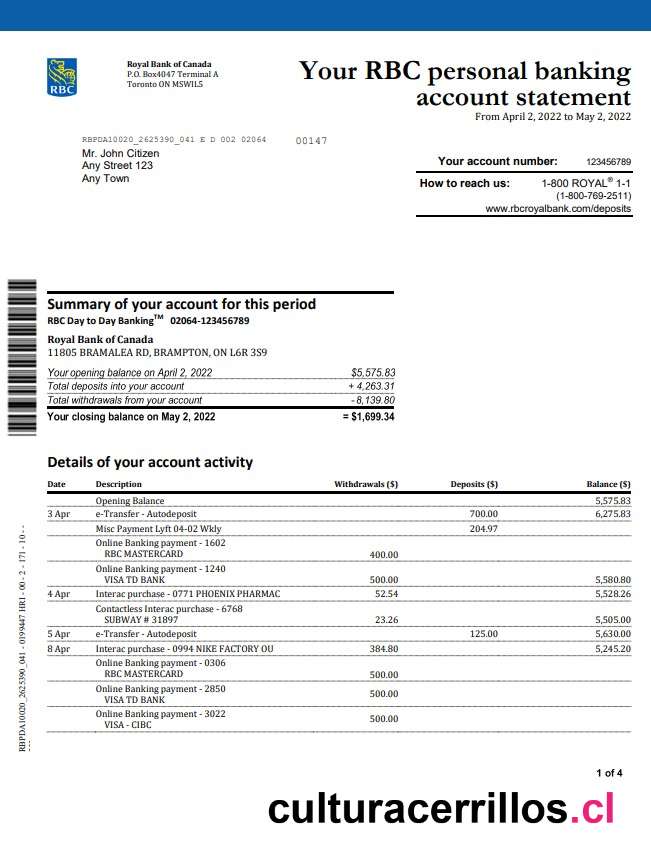 RBC
Royal Bank of Canada
P.O. Box4047 Terminal A
Toronto ON MSWIL5
Your RBC personal banking
account statement
From April 2, 2022 to May 2, 2022
RBPDA10020_2625390_041 E D 002 02064 00147
Mr. John Citizen
Any Street 123
Any Town
Your account number: 123456789
How to reach us: 1-800 ROYAL® 1-1
(1-800-769-2511)
www.rbcroyalbank.com/deposits
Summary of your account for this period
RBC Day to Day Banking™ 02064-123456789
Royal Bank of Canada
11805 BRAMALEA RD, BRAMPTON, ON L6R 3S9
Your opening balance on April 2, 2022 $5,575.83
Total deposits into your account + 4,263.31
Total withdrawals from your account - 8,139.80
Your closing balance on May 2, 2022 = $1,699.34
Details of your account activity
Date Description Withdrawals ($) Deposits ($) Balance ($)
Opening Balance 5,575.83
3 Apr e-Transfer - Autodeposit 700.00 6,275.83
Misc Payment Lyft 04-02 Wkly 204.97
Online Banking payment - 1602
RBC MASTERCARD 400.00
Online Banking payment - 1240
VISA TD BANK 500.00 5,580.80
4 Apr Interac purchase - 0771 PHOENIX PHARMAC 52.54 5,528.26
Contactless Interac purchase - 6768
SUBWAY # 31897 23.26 5,505.00
5 Apr e-Transfer - Autodeposit 125.00 5,630.00
8 Apr Interac purchase - 0994 NIKE FACTORY OU 384.80 5,245.20
Online Banking payment - 0306
RBC MASTERCARD 500.00
Online Banking payment - 2850
VISA TD BANK 500.00
Online Banking payment - 3022
VISA - CIBC 500.00
RBPDA10020_2625390_041 - 0199447 HR1 - 00 - 2 - 171 - 10 - -
---
1 of 4
culturacerrillos.cl